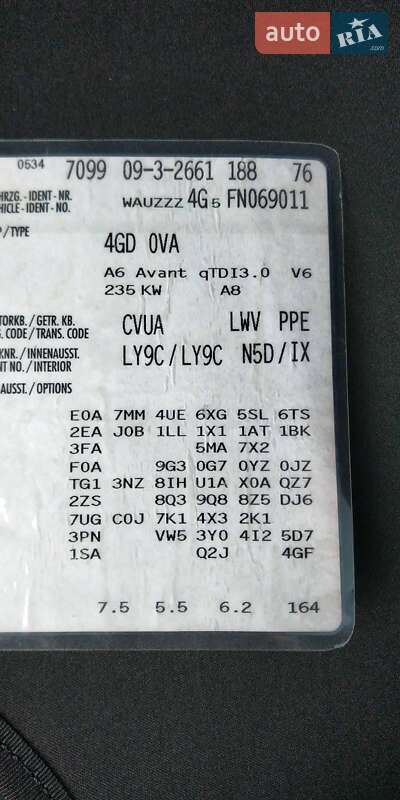 auto RIA .com
0534 7099 09-3-2661 188 76
HRZG.-IDENT-NR.
HICLE-IDENT-NO. WAUZZZ 4G5 FN069011
P/TYPE
4GD 0VA
A6 Avant qTDI3.0 V6
235 KW A8
TORKB./GETR. KB.
G. CODE/TRANS. CODE CVUA LWV PPE
KNR./INNENAUSST.
NT NO./INTERIOR LY9C/LY9C N5D/IX
AUSST./OPTIONS
E0A 7MM 4UE 6XG 5SL 6TS
2EA J0B 1LL 1X1 1AT 1BK
3FA 5MA 7X2
F0A 9G3 0G7 0YZ 0JZ
TG1 3NZ 8IH U1A X0A QZ7
2ZS 8Q3 9Q8 8Z5 DJ6
7UG C0J 7K1 4X3 2K1
3PN VW5 3Y0 4I2 5D7
1SA Q2J 4GF
7.5 5.5 6.2 164